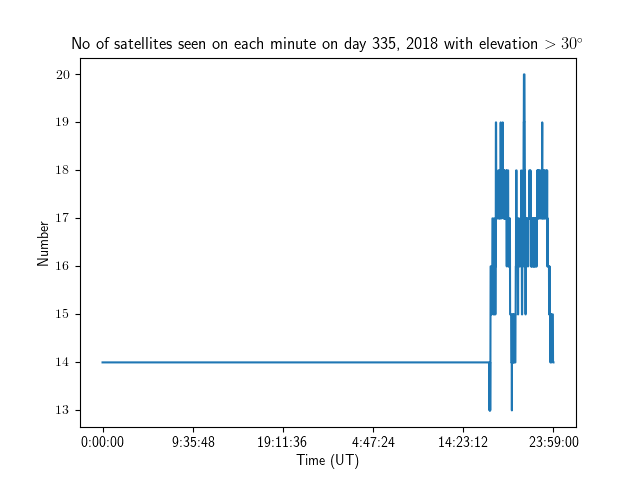 No of satellites seen on each minute on day 335, 2018 with elevation > 30°
20
19
18
17
16
15
14
13
Number
0:00:00 9:35:48 19:11:36 4:47:24 14:23:12 23:59:00
Time (UT)